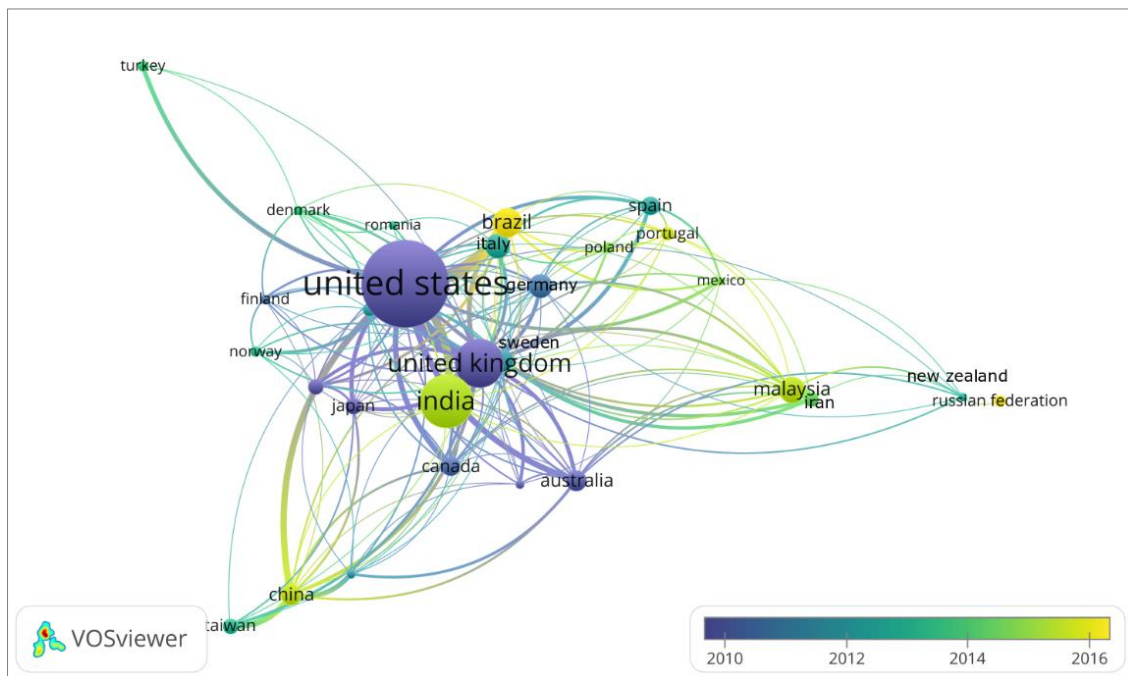 turkey
denmark
romania
brazil
spain
italy
portugal
poland
united states
germany
mexico
finland
sweden
norway
united kingdom
new zealand
malaysia
india
japan
iran
russian federation
canada
australia
china
taiwan
VOSviewer
2010
2012
2014
2016